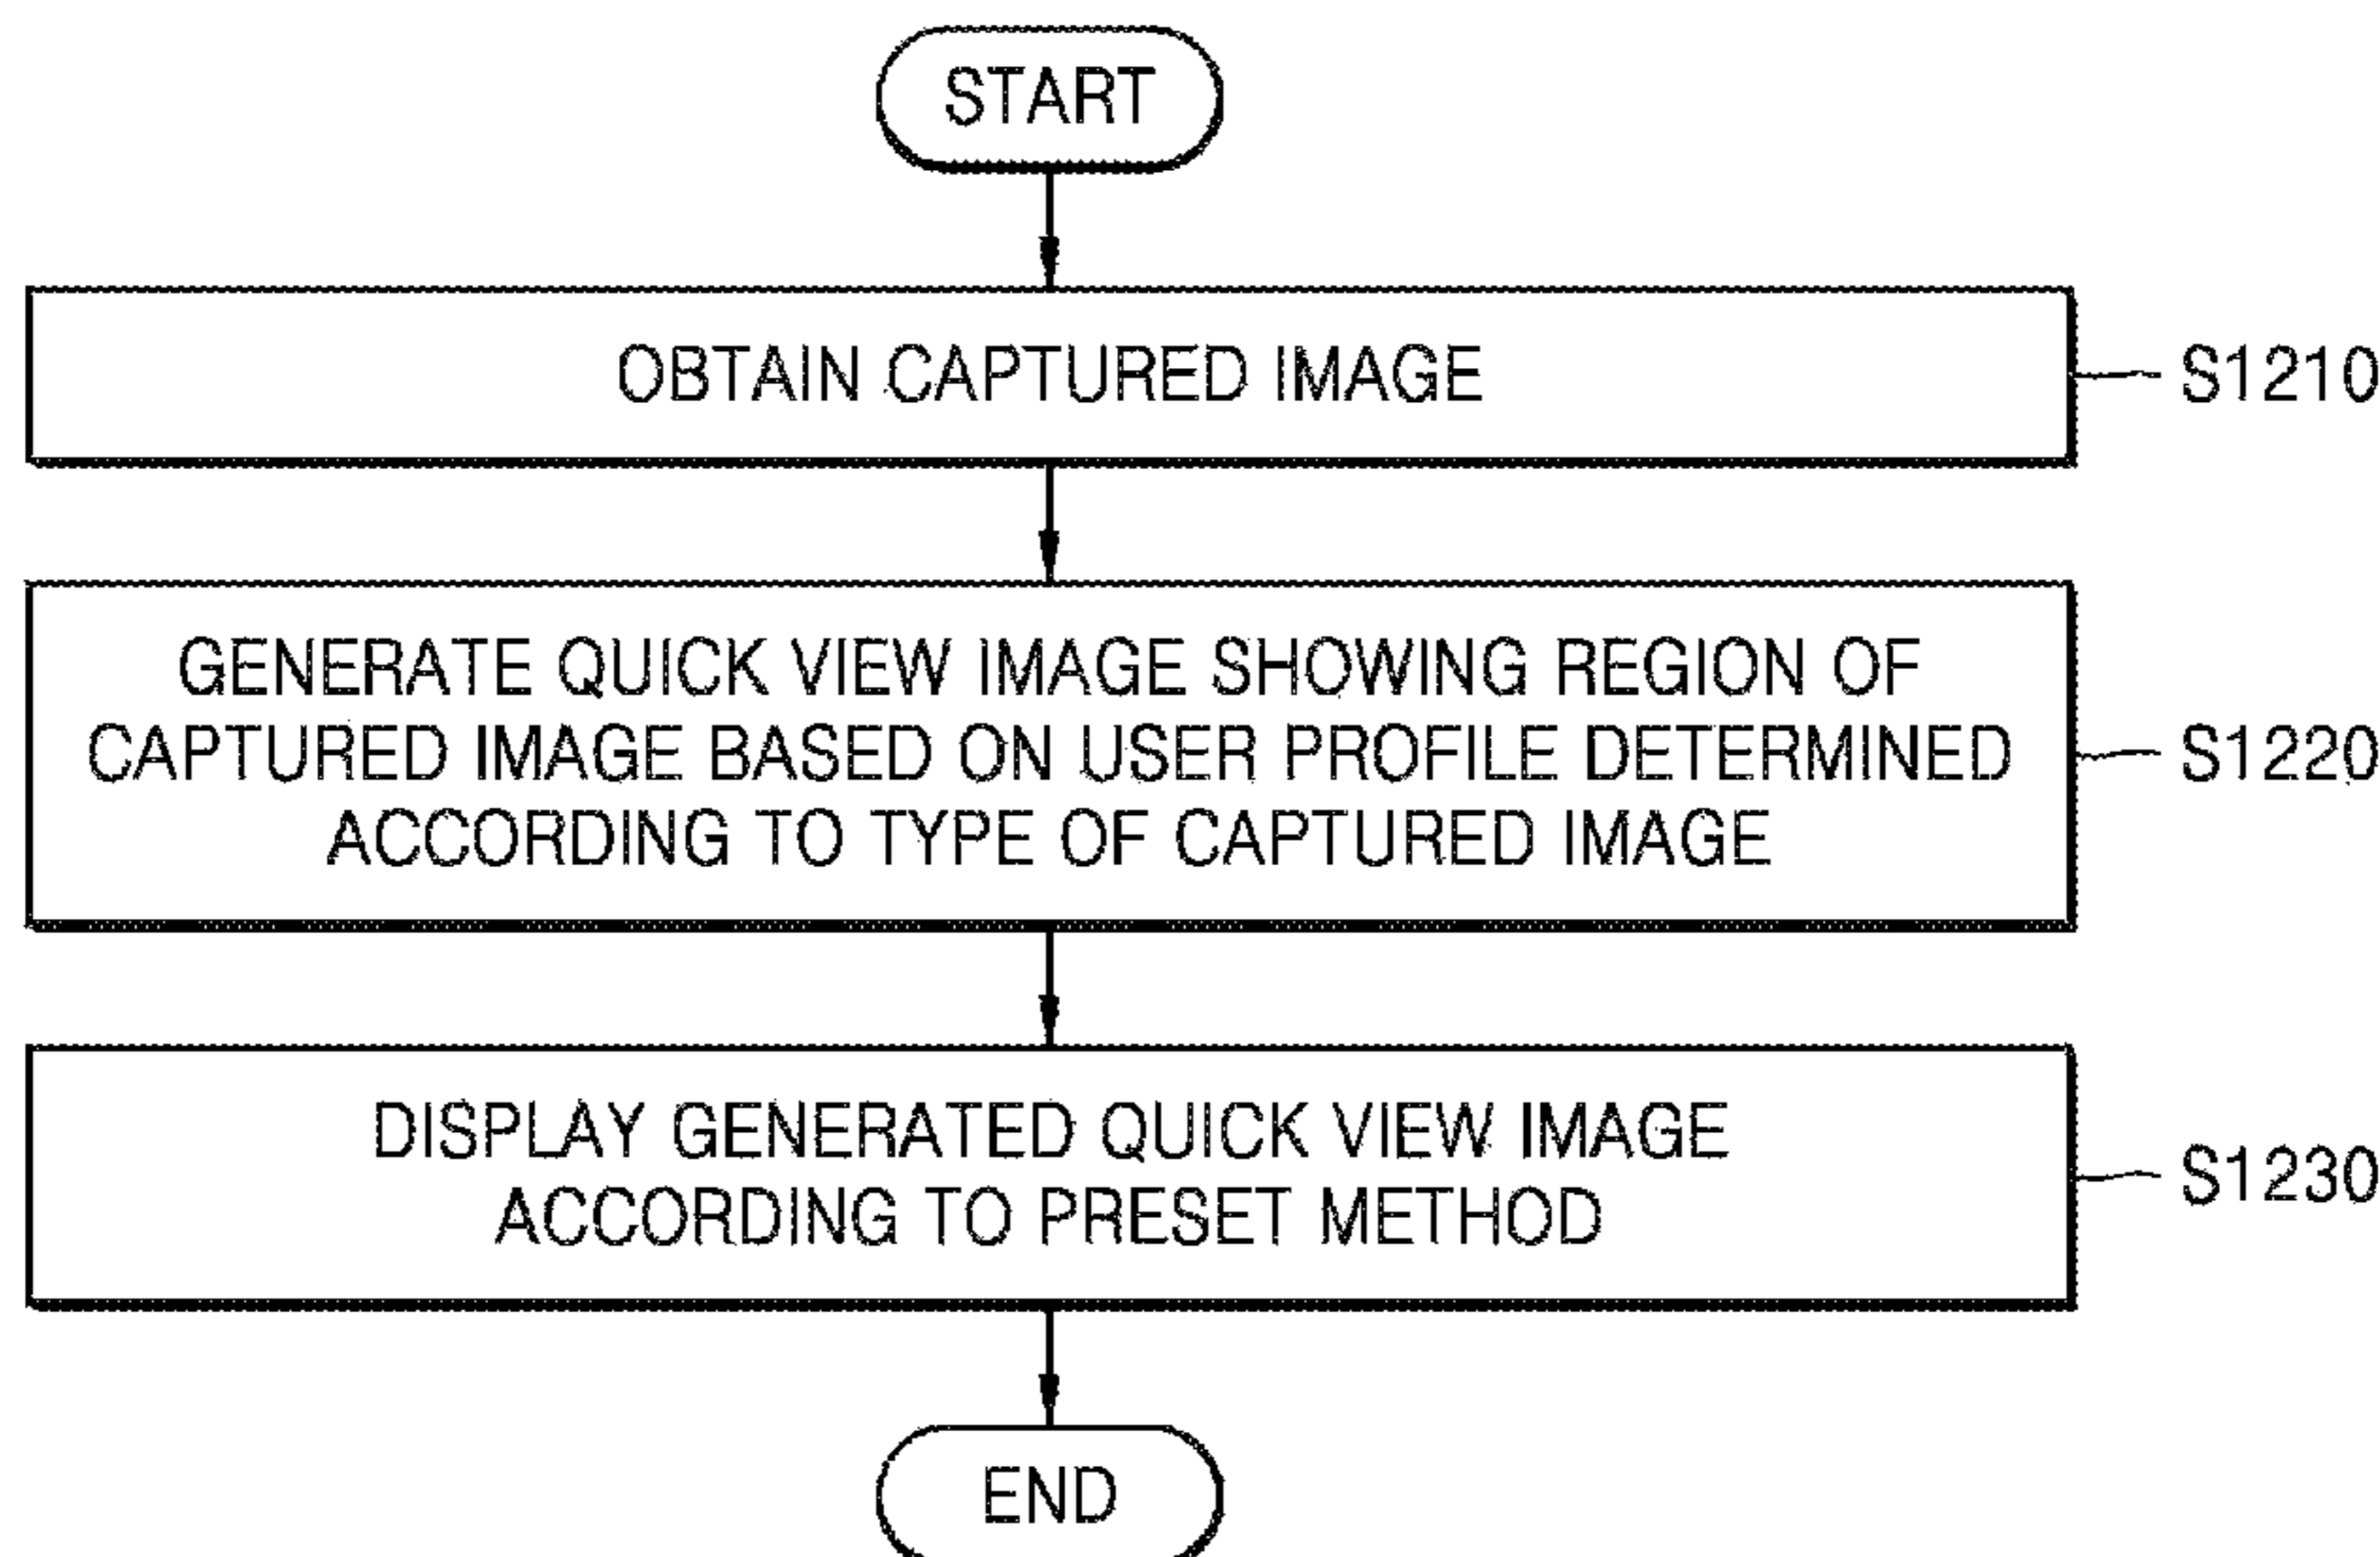 START
OBTAIN CAPTURED IMAGE
S1210
GENERATE QUICK VIEW IMAGE SHOWING REGION OF
CAPTURED IMAGE BASED ON USER PROFILE DETERMINED
ACCORDING TO TYPE OF CAPTURED IMAGE
S1220
DISPLAY GENERATED QUICK VIEW IMAGE
ACCORDING TO PRESET METHOD
S1230
END